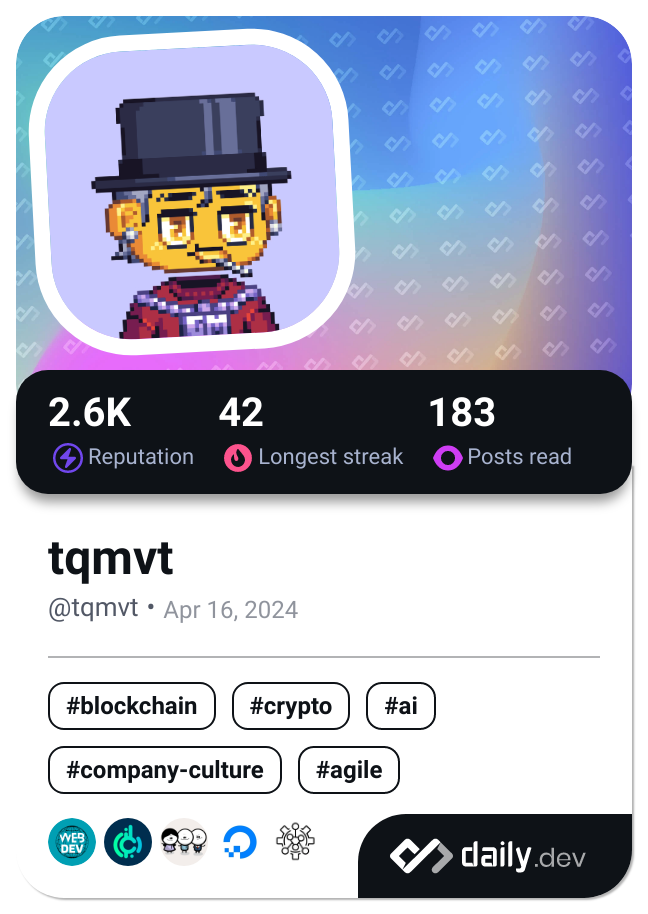 GM
2.6K 42 183
Reputation Longest streak Posts read
tqmvt
@tqmvt • Apr 16, 2024
#blockchain #crypto #ai
#company-culture #agile
WEB
DEV
daily.dev